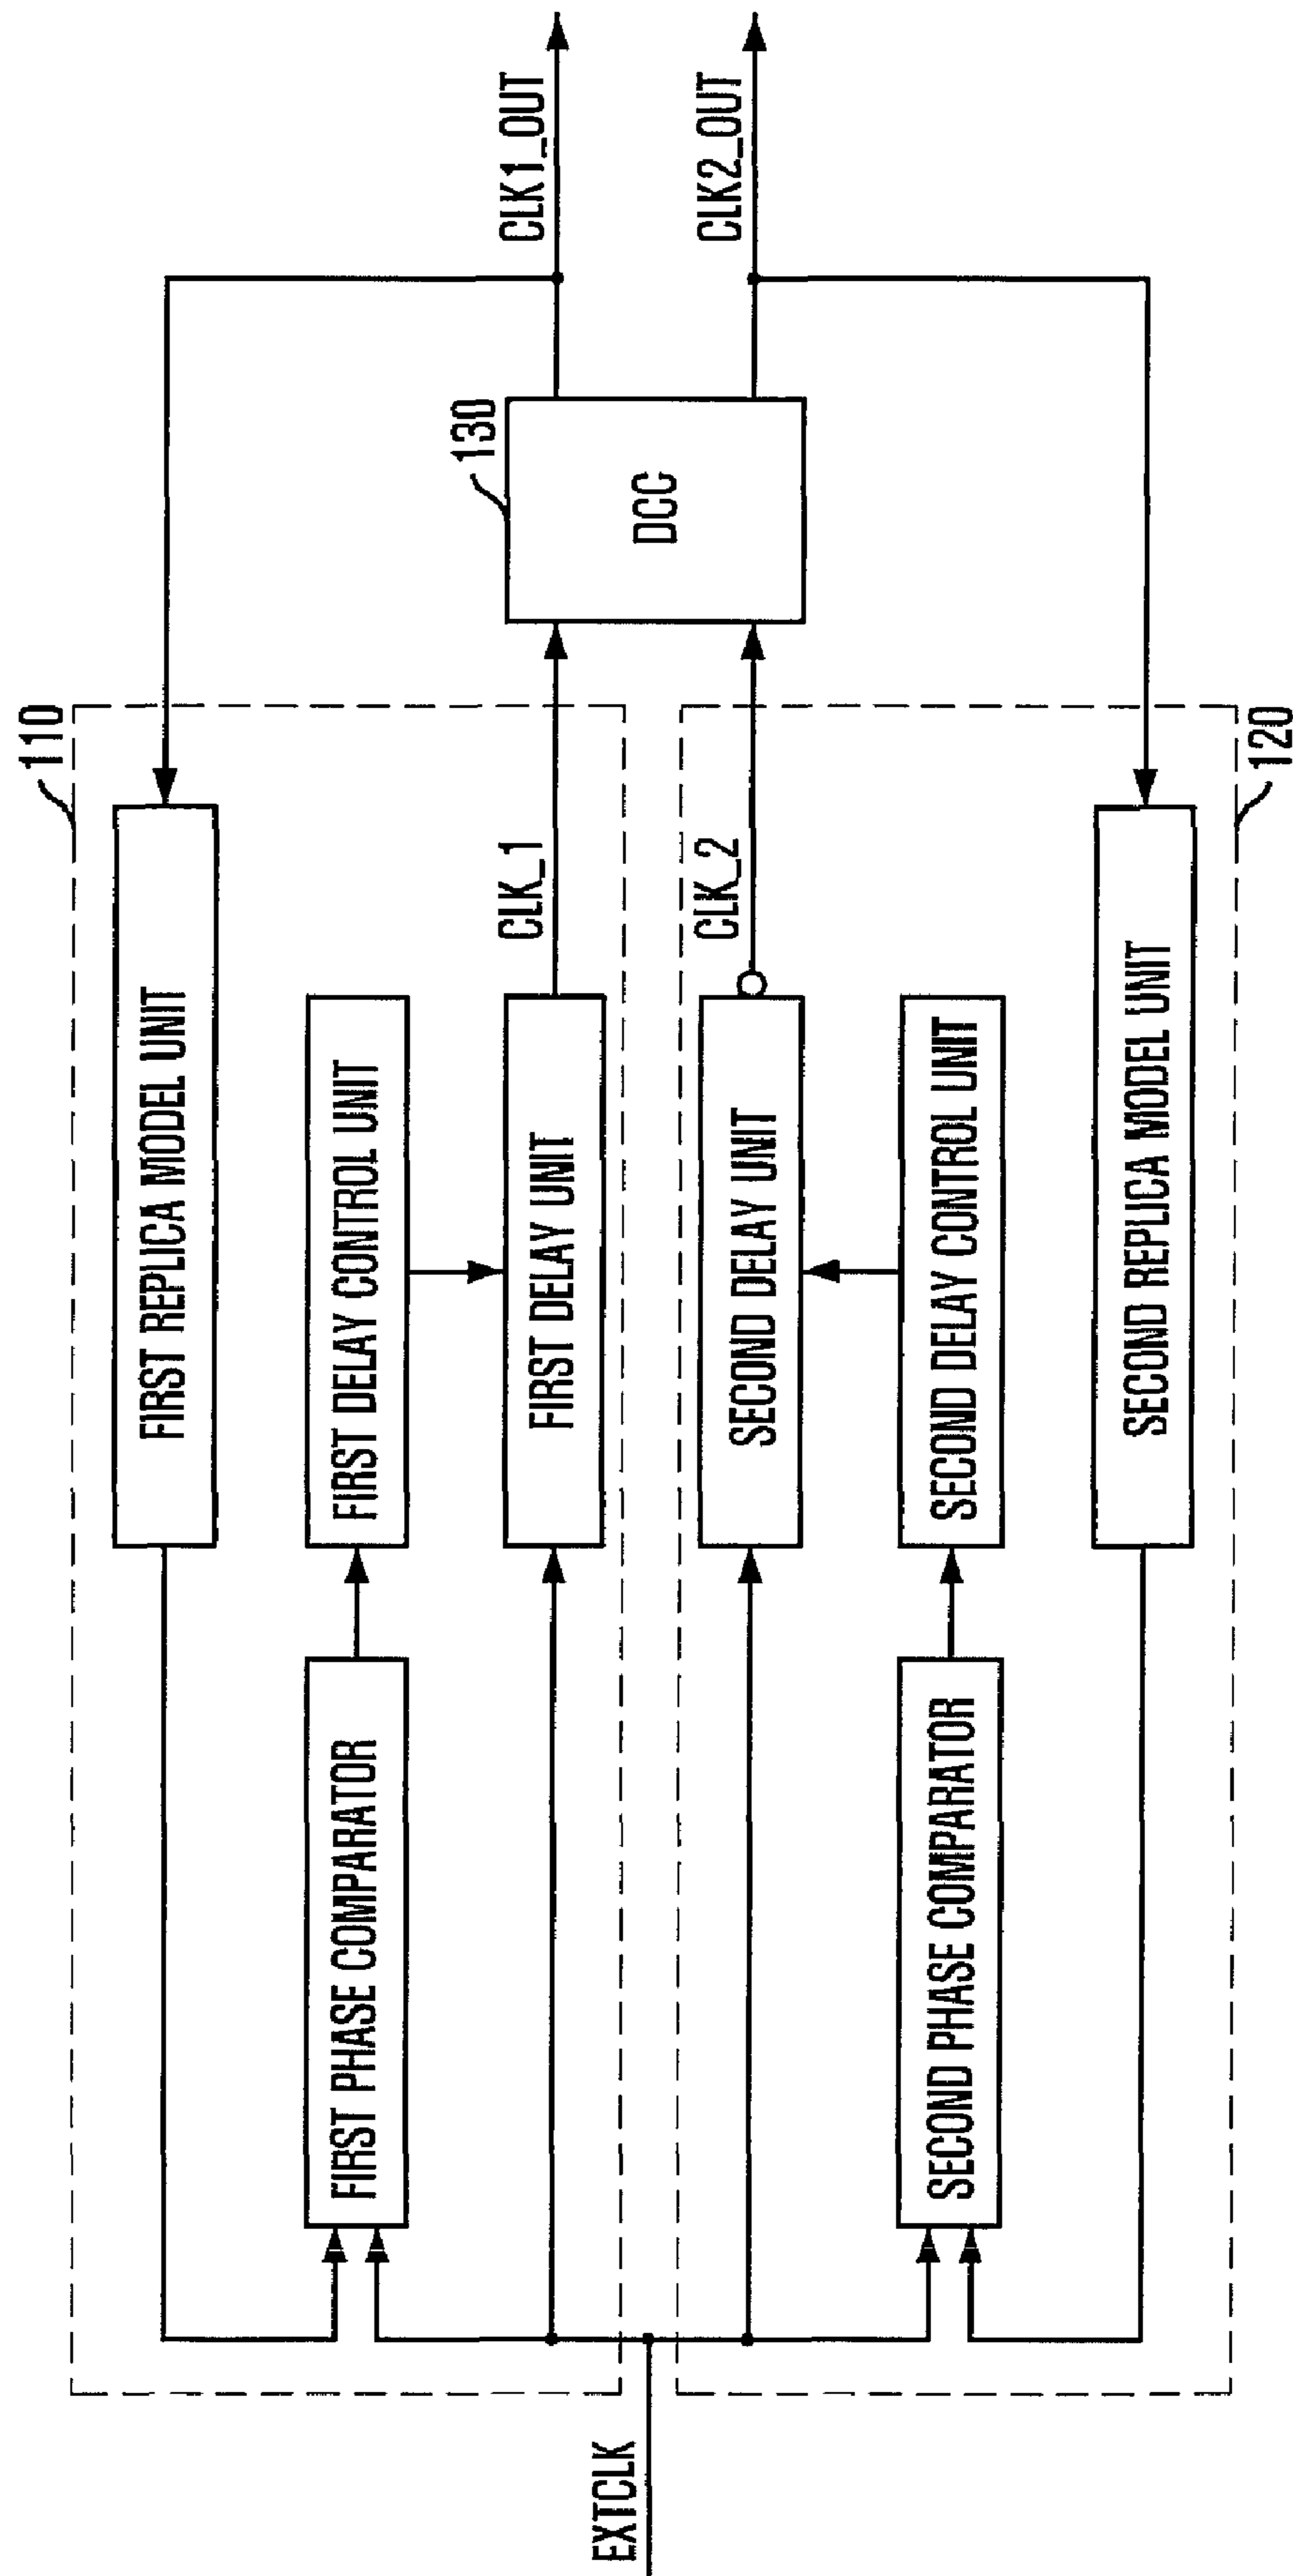 110
FIRST REPLICA MODEL UNIT
FIRST PHASE COMPARATOR
FIRST DELAY CONTROL UNIT
FIRST DELAY UNIT
CLK_1
CLK1_OUT
EXTCLK
130
DCC
SECOND DELAY UNIT
CLK_2
CLK2_OUT
SECOND PHASE COMPARATOR
SECOND DELAY CONTROL UNIT
SECOND REPLICA MODEL UNIT
120